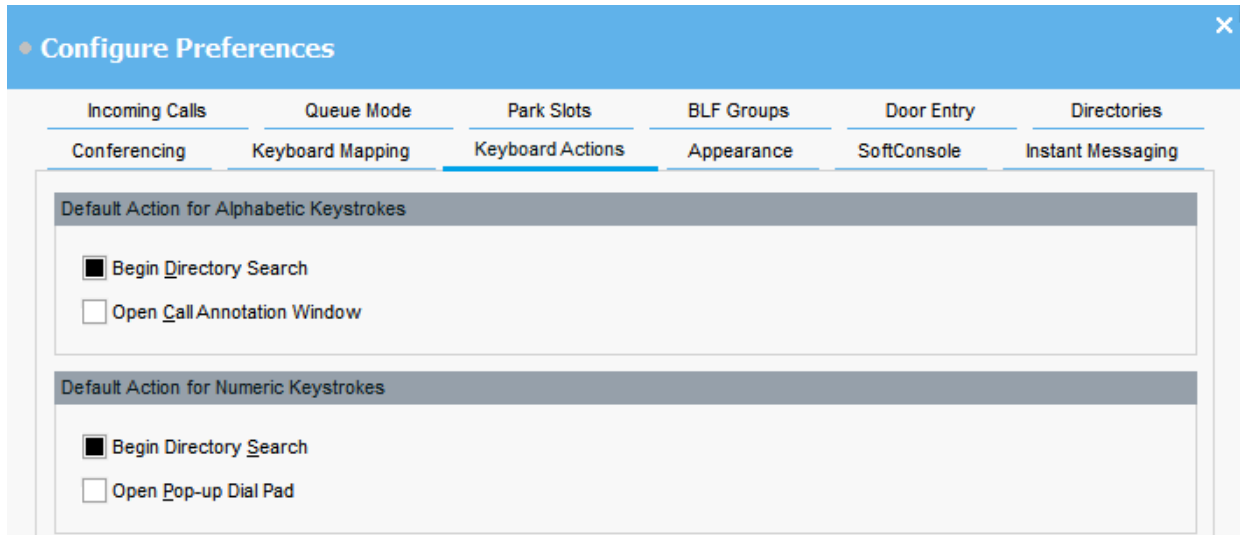 Configure Preferences
Incoming Calls Queue Mode Park Slots BLF Groups Door Entry Directories
Conferencing Keyboard Mapping Keyboard Actions Appearance SoftConsole Instant Messaging
Default Action for Alphabetic Keystrokes
Begin Directory Search
Open Call Annotation Window
Default Action for Numeric Keystrokes
Begin Directory Search
Open Pop-up Dial Pad